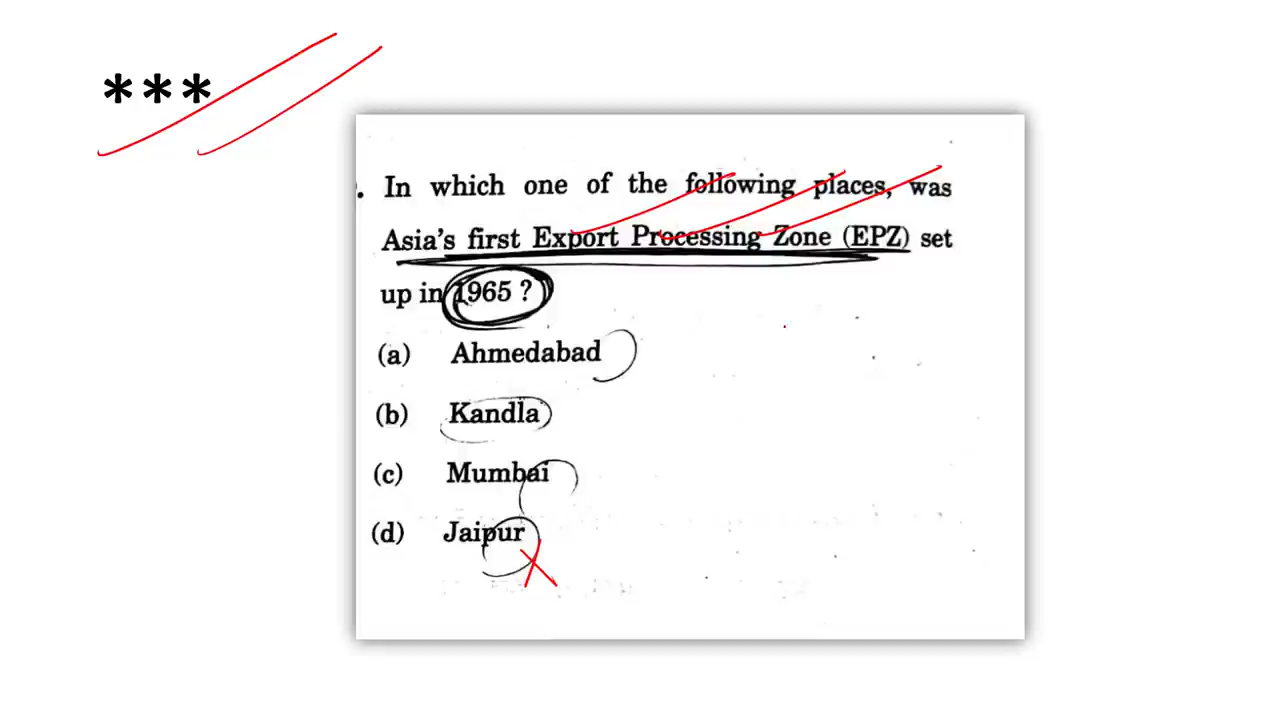 ***
. In which one of the following places, was
Asia's first Export Processing Zone (EPZ) set
up in 1965 ?
(a) Ahmedabad
(b) Kandla
(c) Mumbai
(d) Jaipur